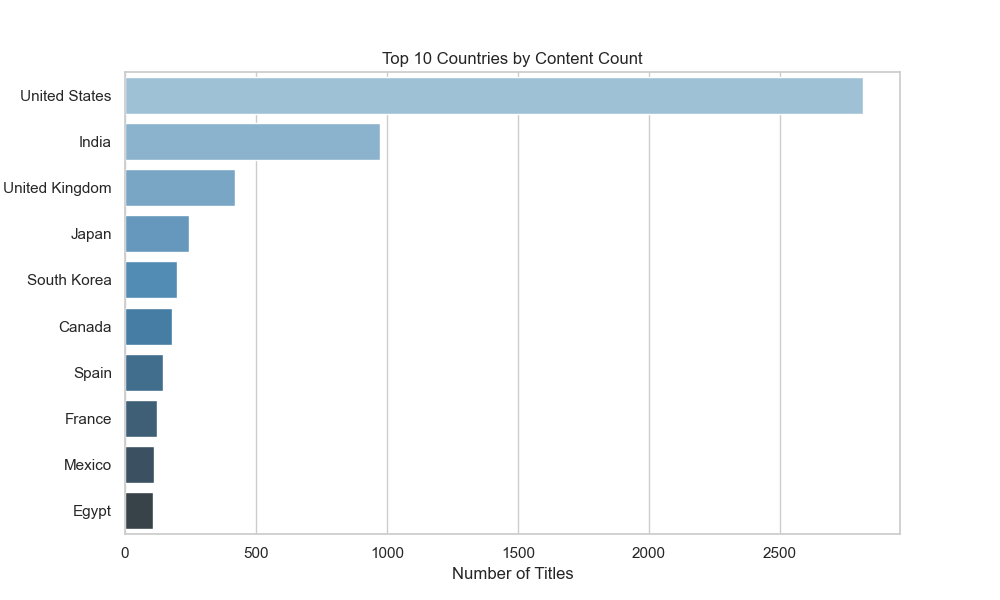 Top 10 Countries by Content Count
United States
India
United Kingdom
Japan
South Korea
Canada
Spain
France
Mexico
Egypt
0 500 1000 1500 2000 2500
Number of Titles